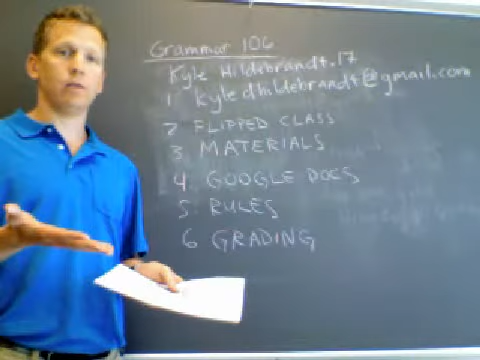 Grammar 106
Kyle Hildebrandt.17
1 kyledhildebrandt@gmail.com
2 FLIPPED CLASS
3 MATERIALS
4. GOOGLE DOCS
5. RULES
6 GRADING